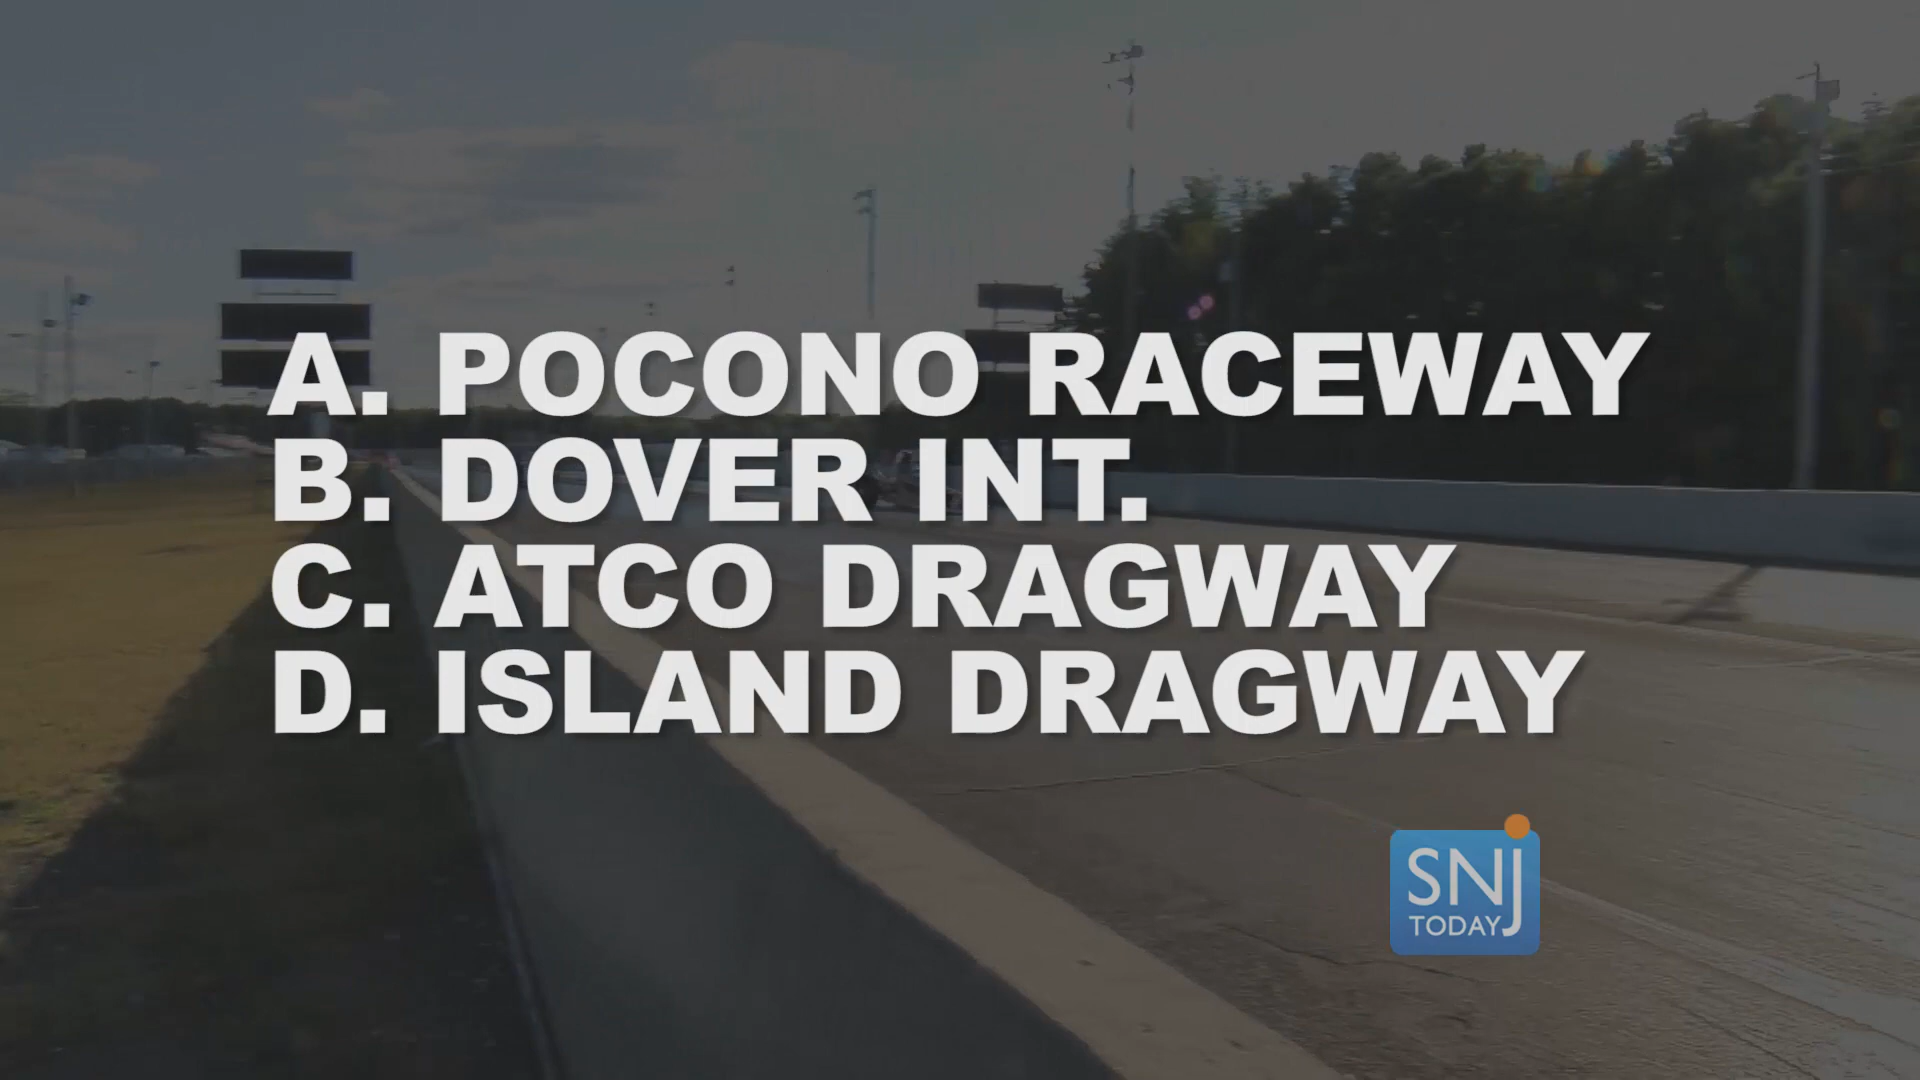 A. POCONO RACEWAY
B. DOVER INT.
C. ATCO DRAGWAY
D. ISLAND DRAGWAY
SNJ
TODAY